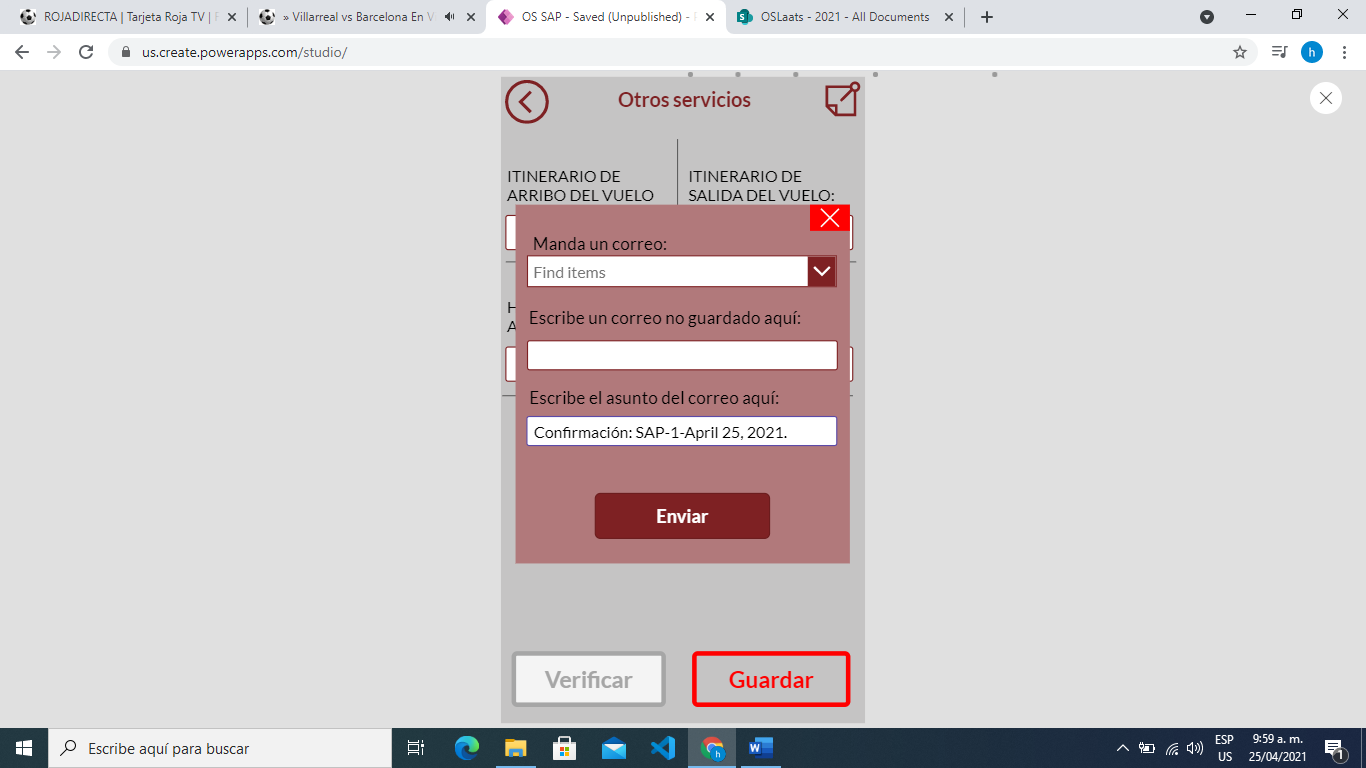 ROJADIRECTA | Tarjeta Roja TV |
» Villarreal vs Barcelona En V
OS SAP - Saved (Unpublished) -
OSLaats - 2021 - All Documents
us.create.powerapps.com/studio/
h
Otros servicios
ITINERARIO DE
ARRIBO DEL VUELO
ITINERARIO DE
SALIDA DEL VUELO:
Manda un correo:
Find items
H
A
Escribe un correo no guardado aquí:
Escribe el asunto del correo aquí:
Confirmación: SAP-1-April 25, 2021.
Enviar
Verificar
Guardar
Escribe aquí para buscar
ESP
US
9:59 a. m.
25/04/2021
1